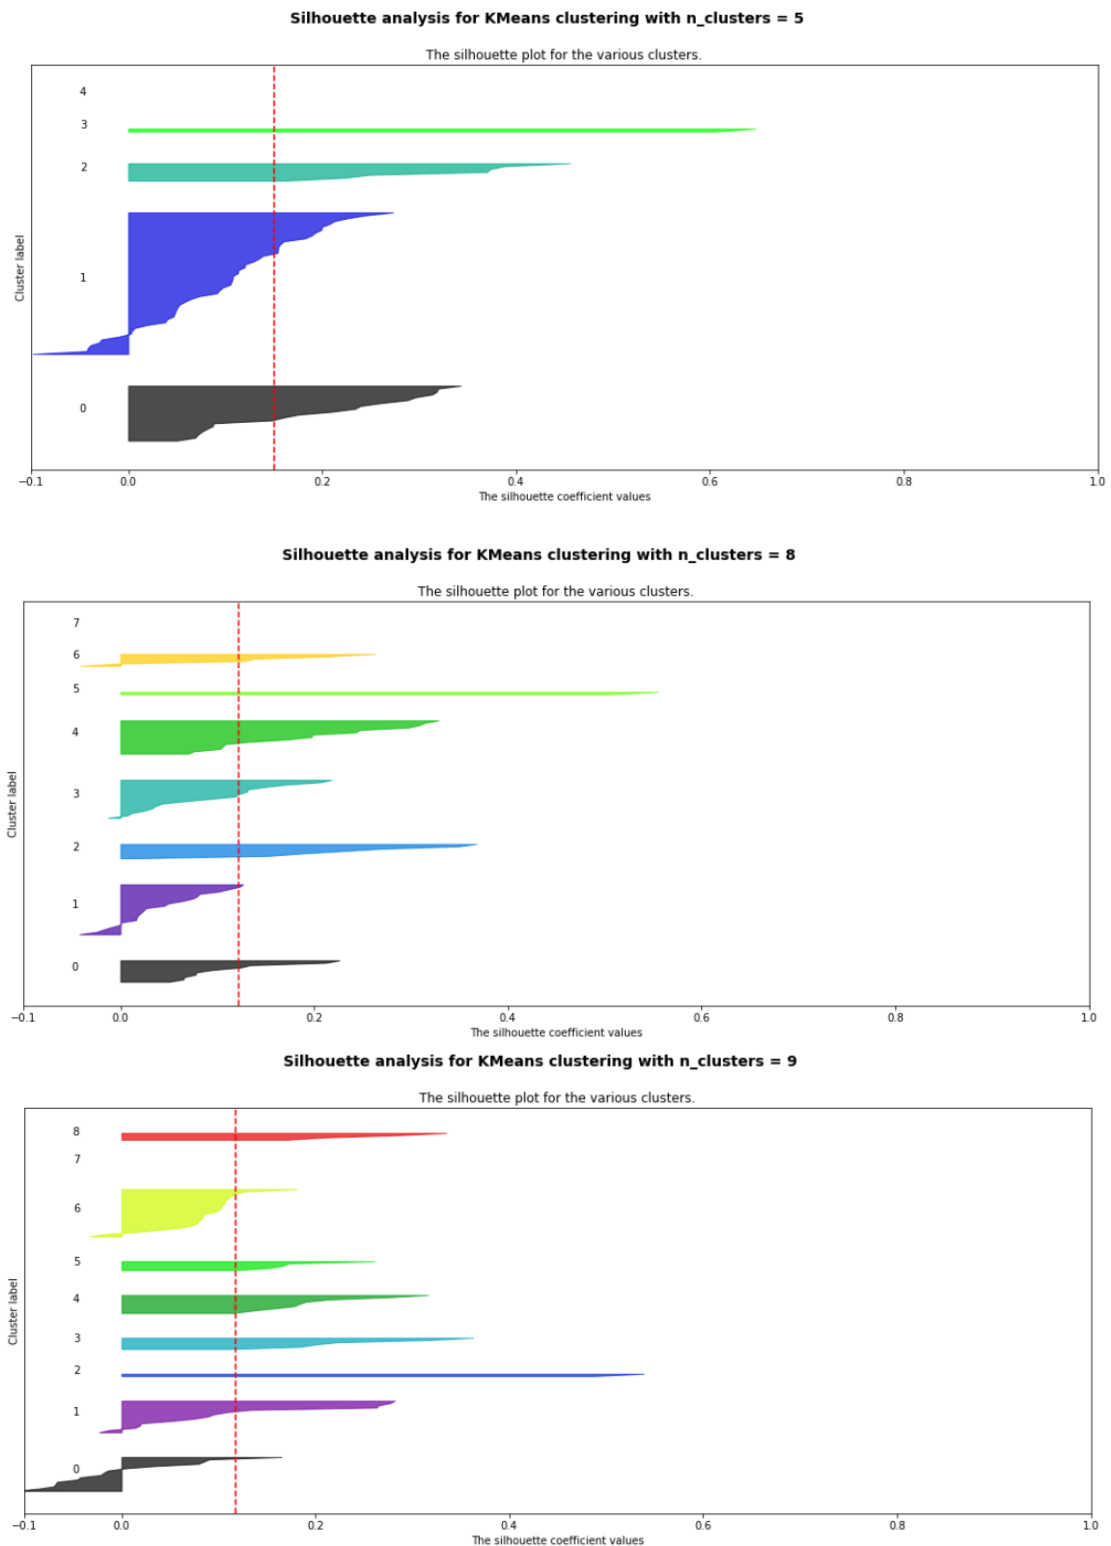 Silhouette analysis for KMeans clustering with n_clusters = 5
The silhouette plot for the various clusters.
4
3
2
1
0
Cluster label
−0.1 0.0 0.2 0.4 0.6 0.8 1.0
The silhouette coefficient values
Silhouette analysis for KMeans clustering with n_clusters = 8
The silhouette plot for the various clusters.
7
6
5
4
3
2
1
0
Cluster label
−0.1 0.0 0.2 0.4 0.6 0.8 1.0
The silhouette coefficient values
Silhouette analysis for KMeans clustering with n_clusters = 9
The silhouette plot for the various clusters.
8
7
6
5
4
3
2
1
0
Cluster label
−0.1 0.0 0.2 0.4 0.6 0.8 1.0
The silhouette coefficient values